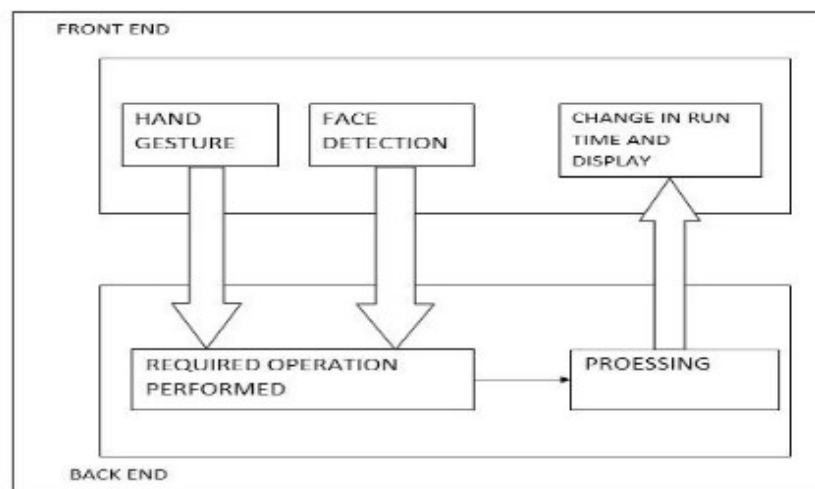 FRONT END
HAND
GESTURE
FACE
DETECTION
CHANGE IN RUN
TIME AND
DISPLAY
REQUIRED OPERATION
PERFORMED
PROESSING
BACK END